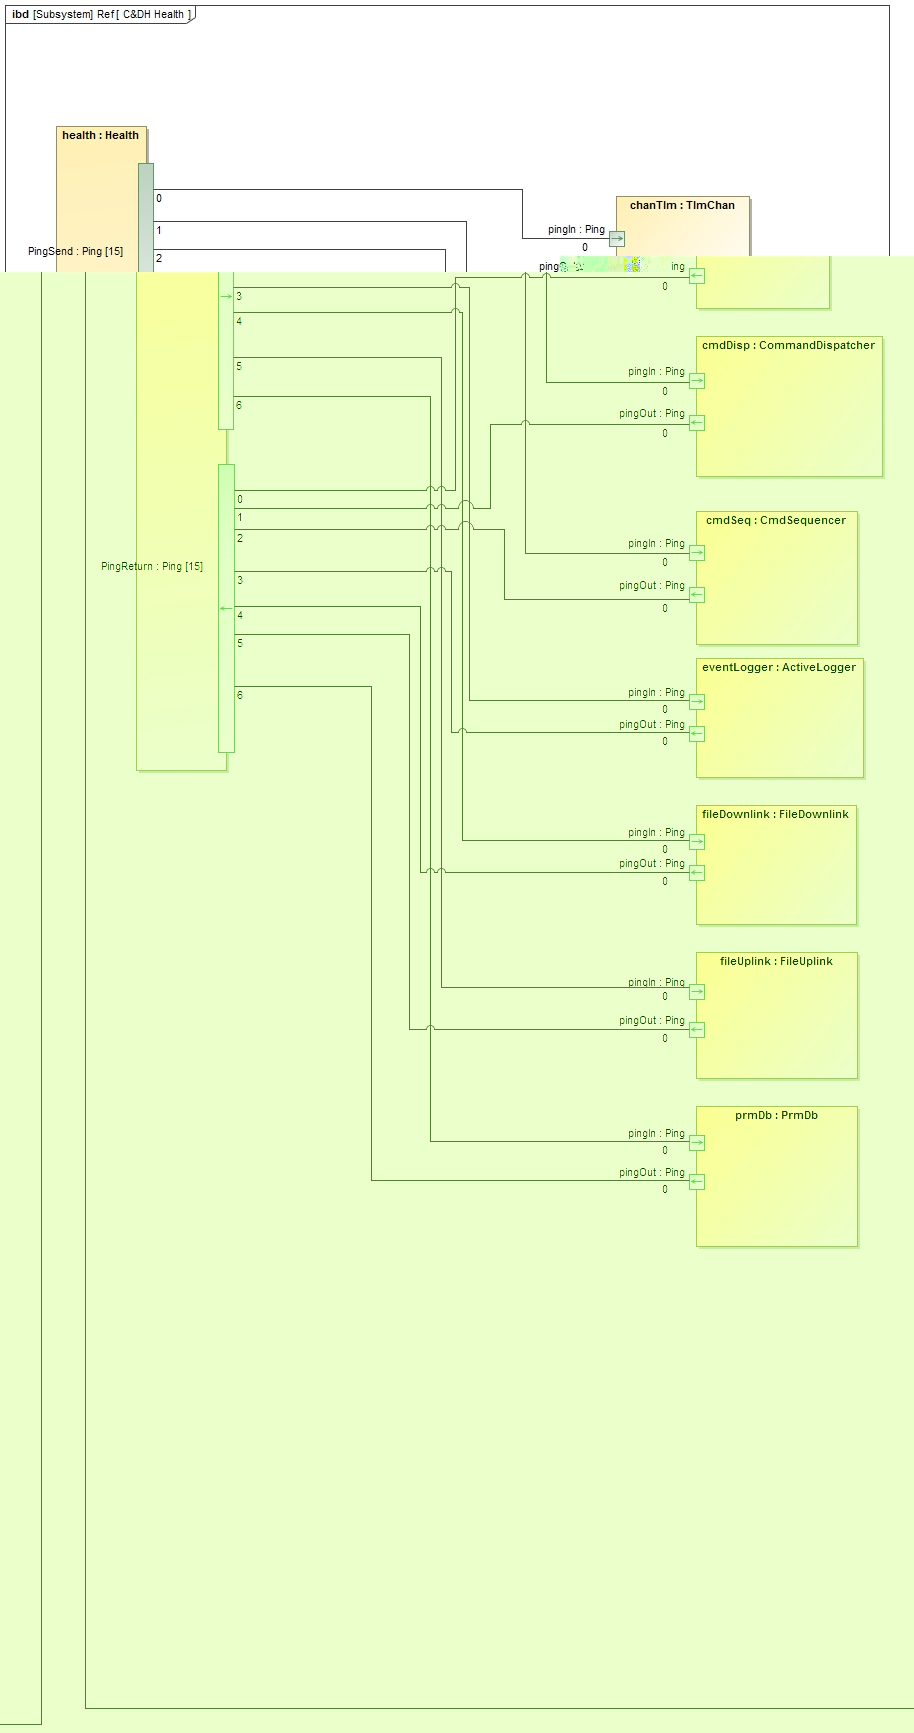 ibd [Subsystem] Ref [ C&DH Health ]
health : Health
0
chanTlm : TlmChan
1
pingIn : Ping
0
PingSend : Ping [15]
2
ing
0
3
4
cmdDisp : CommandDispatcher
5
pingIn : Ping
0
6
pingOut : Ping
0
0
1
cmdSeq : CmdSequencer
2
pingIn : Ping
0
PingReturn : Ping [15]
3
pingOut : Ping
0
4
5
eventLogger : ActiveLogger
6
pingIn : Ping
0
pingOut : Ping
0
fileDownlink : FileDownlink
pingIn : Ping
0
pingOut : Ping
0
fileUplink : FileUplink
pingIn : Ping
0
pingOut : Ping
0
prmDb : PrmDb
pingIn : Ping
0
pingOut : Ping
0